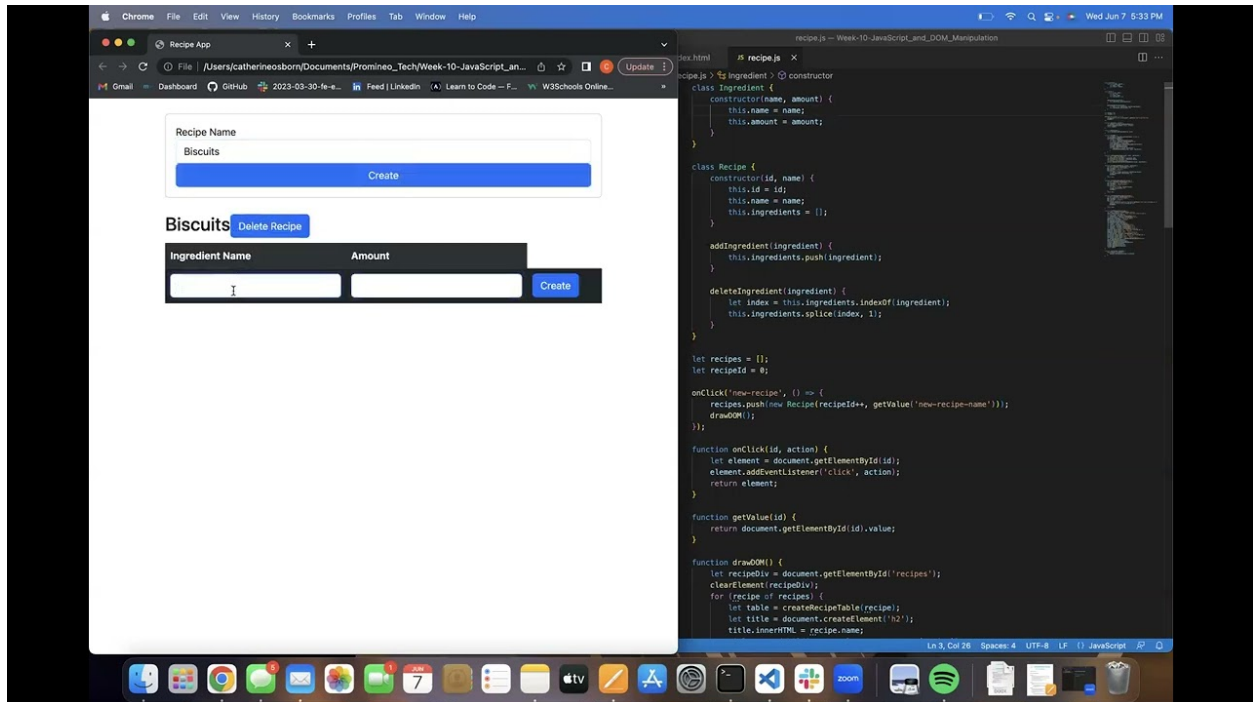 Chrome File Edit View History Bookmarks Profiles Tab Window Help
Wed Jun 7 5:33 PM
Recipe App
File /Users/catherineosborn/Documents/Promineo_Tech/Week-10-JavaScript_an...
C
Update
Gmail Dashboard GitHub 2023-03-30-fe-e... Feed | LinkedIn Learn to Code — F... W3Schools Online... »
Recipe Name
Biscuits
Create
Biscuits Delete Recipe
Ingredient Name Amount
Create
recipe.js — Week-10-JavaScript_and_DOM_Manipulation
dex.html JS recipe.js
ecipe.js > Ingredient > constructor
class Ingredient {
constructor(name, amount) {
this.name = name;
this.amount = amount;
}
}
class Recipe {
constructor(id, name) {
this.id = id;
this.name = name;
this.ingredients = [];
}
addIngredient(ingredient) {
this.ingredients.push(ingredient);
}
deleteIngredient(ingredient) {
let index = this.ingredients.indexOf(ingredient);
this.ingredients.splice(index, 1);
}
}
let recipes = [];
let recipeId = 0;
onClick('new-recipe', () => {
recipes.push(new Recipe(recipeId++, getValue('new-recipe-name')));
drawDOM();
});
function onClick(id, action) {
let element = document.getElementById(id);
element.addEventListener('click', action);
return element;
}
function getValue(id) {
return document.getElementById(id).value;
}
function drawDOM() {
let recipeDiv = document.getElementById('recipes');
clearElement(recipeDiv);
for (recipe of recipes) {
let table = createRecipeTable(recipe);
let title = document.createElement('h2');
title.innerHTML = recipe.name;
Ln 3, Col 26 Spaces: 4 UTF-8 LF {} JavaScript
5
1
JUN
7
tv
zoom